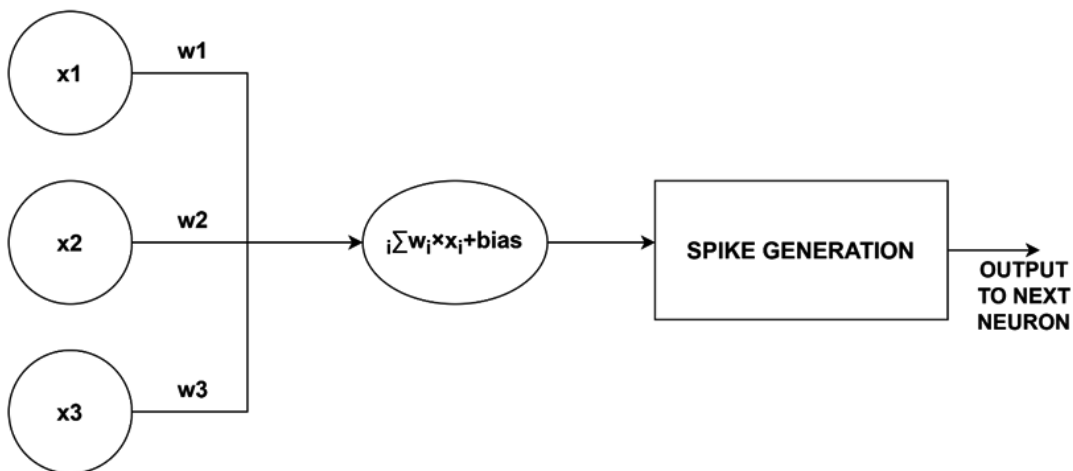 x1
w1
x2
w2
x3
w3
ᵢ∑wᵢ×xᵢ+bias
SPIKE GENERATION
OUTPUT
TO NEXT
NEURON